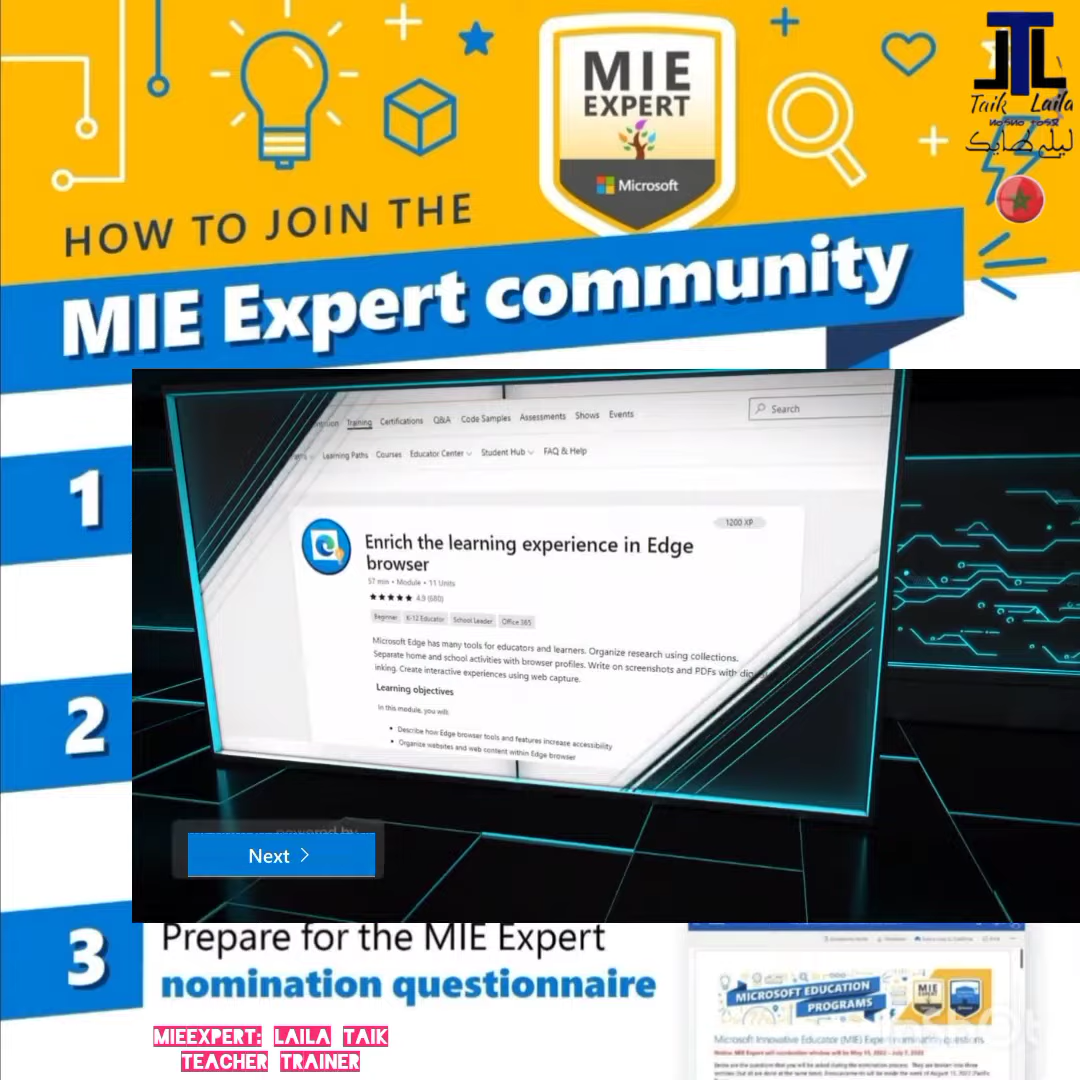 MIE
EXPERT
Microsoft
Taik Laila
ليلى طايك
HOW TO JOIN THE
MIE Expert community
Training Certifications Q&A Code Samples Assessments Shows Events
Search
Learning Paths Courses Educator Center Student Hub FAQ & Help
1
1200 XP
Enrich the learning experience in Edge
browser
57 min • Module • 11 Units
4.9 (680)
Beginner K-12 Educator School Leader Office 365
Microsoft Edge has many tools for educators and learners. Organize research using collections.
Separate home and school activities with browser profiles. Write on screenshots and PDFs with
inking. Create interactive experiences using web capture.
Learning objectives
In this module, you will:
• Describe how Edge browser tools and features increase accessibility
• Organize websites and web content within Edge browser
2
powered by
Next
3
Prepare for the MIE Expert
nomination questionnaire
MICROSOFT EDUCATION
PROGRAMS
MIE
EXPERT
Microsoft Innovative Educator (MIE) Expert nominating questions
MIEEXPERT: LAILA TAIK
TEACHER TRAINER